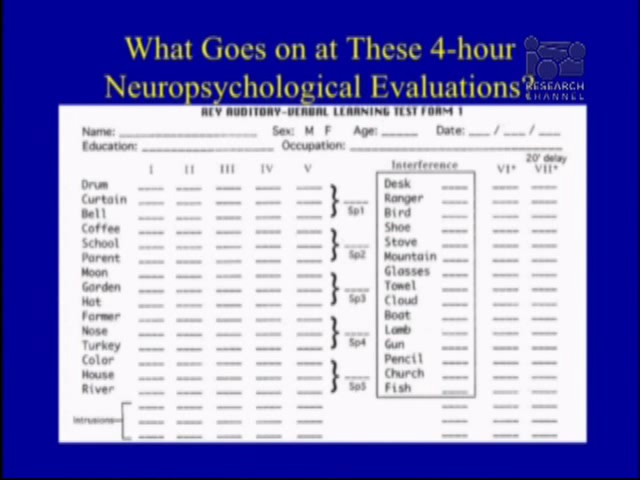 What Goes on at These 4-hour
Neuropsychological Evaluations?
RESEARCH
CHANNEL
REY AUDITORY-VERBAL LEARNING TEST FORM 1
Name: Sex: M F Age: Date: / /
Education: Occupation:
20' delay
I II III IV V Interference VI* VII*
Drum Desk
Curtain Ranger
Bell Sp1 Bird
Coffee Shoe
School Stove
Parent Sp2 Mountain
Moon Glasses
Garden Towel
Hat Sp3 Cloud
Farmer Boat
Nose Lamb
Turkey Sp4 Gun
Color Pencil
House Church
River Sp5 Fish
Intrusions